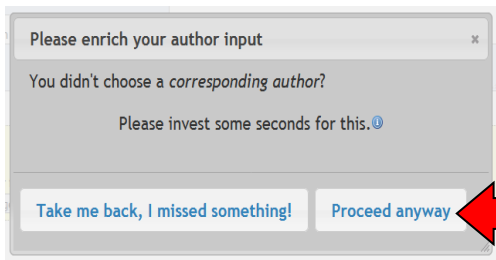 Please enrich your author input
You didn't choose a corresponding author?
Please invest some seconds for this.
Take me back, I missed something!
Proceed anyway